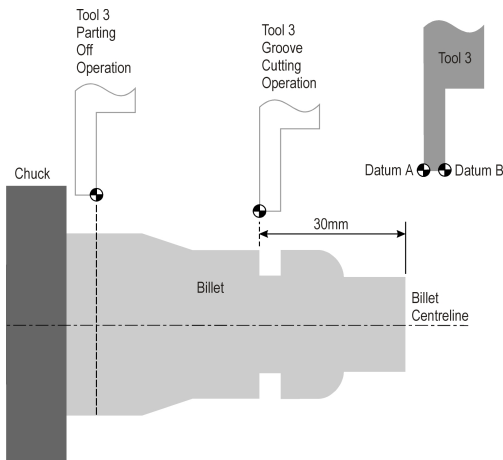 Tool 3
Parting
Off
Operation
Tool 3
Groove
Cutting
Operation
Tool 3
Datum A
Datum B
Chuck
30mm
Billet
Billet
Centreline